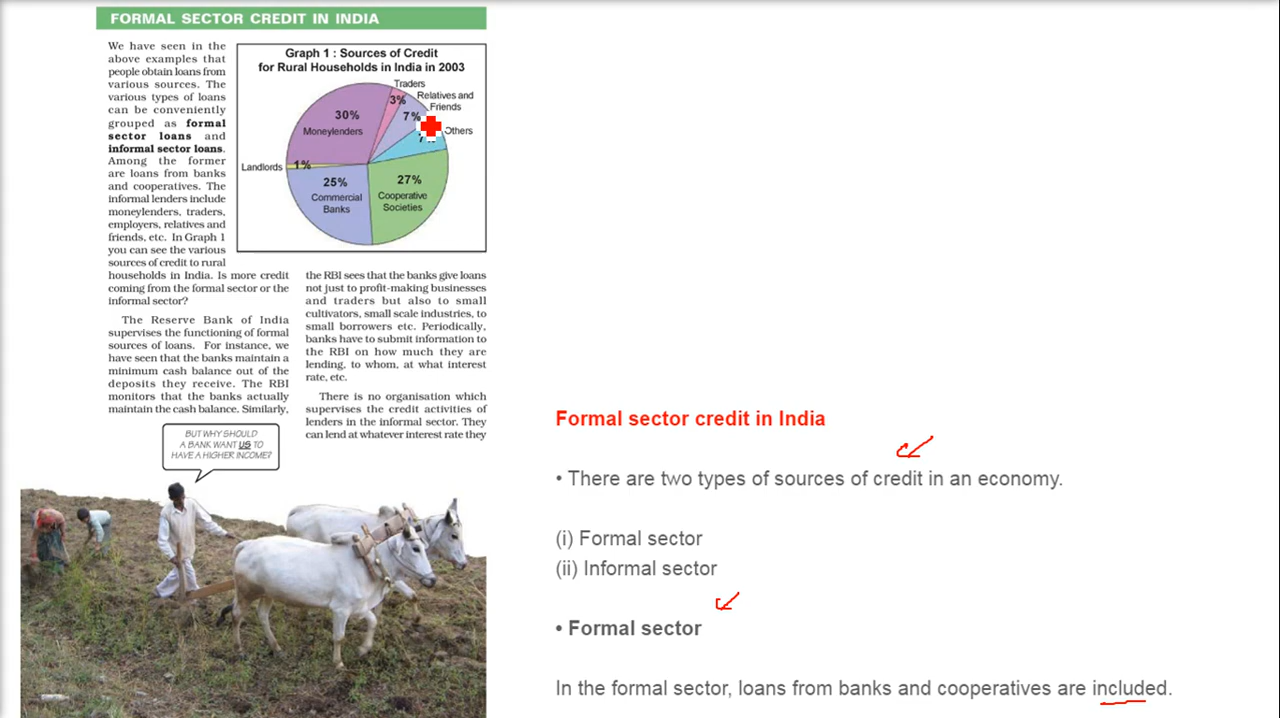 FORMAL SECTOR CREDIT IN INDIA
We have seen in the
above examples that
people obtain loans from
various sources. The
various types of loans
can be conveniently
grouped as formal
sector loans and
informal sector loans.
Among the former
are loans from banks
and cooperatives. The
informal lenders include
moneylenders, traders,
employers, relatives and
friends, etc. In Graph 1
you can see the various
sources of credit to rural
households in India. Is more credit
coming from the formal sector or the
informal sector?
The Reserve Bank of India
supervises the functioning of formal
sources of loans. For instance, we
have seen that the banks maintain a
minimum cash balance out of the
deposits they receive. The RBI
monitors that the banks actually
maintain the cash balance. Similarly,
Graph 1 : Sources of Credit
for Rural Households in India in 2003
Traders
3%
Relatives and
Friends
7%
Others
30%
Moneylenders
Landlords
1%
25%
Commercial
Banks
27%
Cooperative
Societies
the RBI sees that the banks give loans
not just to profit-making businesses
and traders but also to small
cultivators, small scale industries, to
small borrowers etc. Periodically,
banks have to submit information to
the RBI on how much they are
lending, to whom, at what interest
rate, etc.
There is no organisation which
supervises the credit activities of
lenders in the informal sector. They
can lend at whatever interest rate they
BUT WHY SHOULD
A BANK WANT US TO
HAVE A HIGHER INCOME?
Formal sector credit in India
• There are two types of sources of credit in an economy.
(i) Formal sector
(ii) Informal sector
• Formal sector
In the formal sector, loans from banks and cooperatives are included.